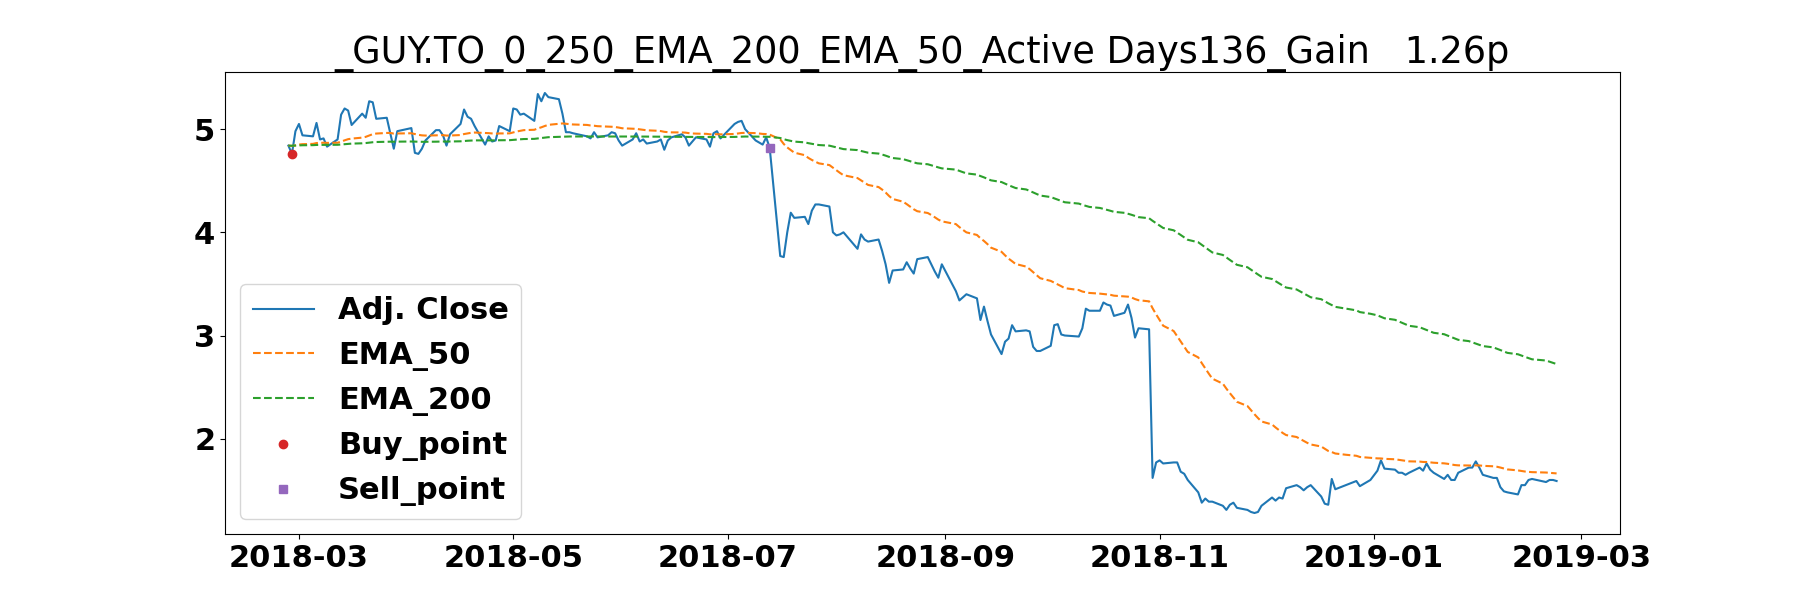 _GUY.TO_0_250_EMA_200_EMA_50_Active Days136_Gain   1.26p
5
4
3
2
Adj. Close
EMA_50
EMA_200
Buy_point
Sell_point
2018-03 2018-05 2018-07 2018-09 2018-11 2019-01 2019-03